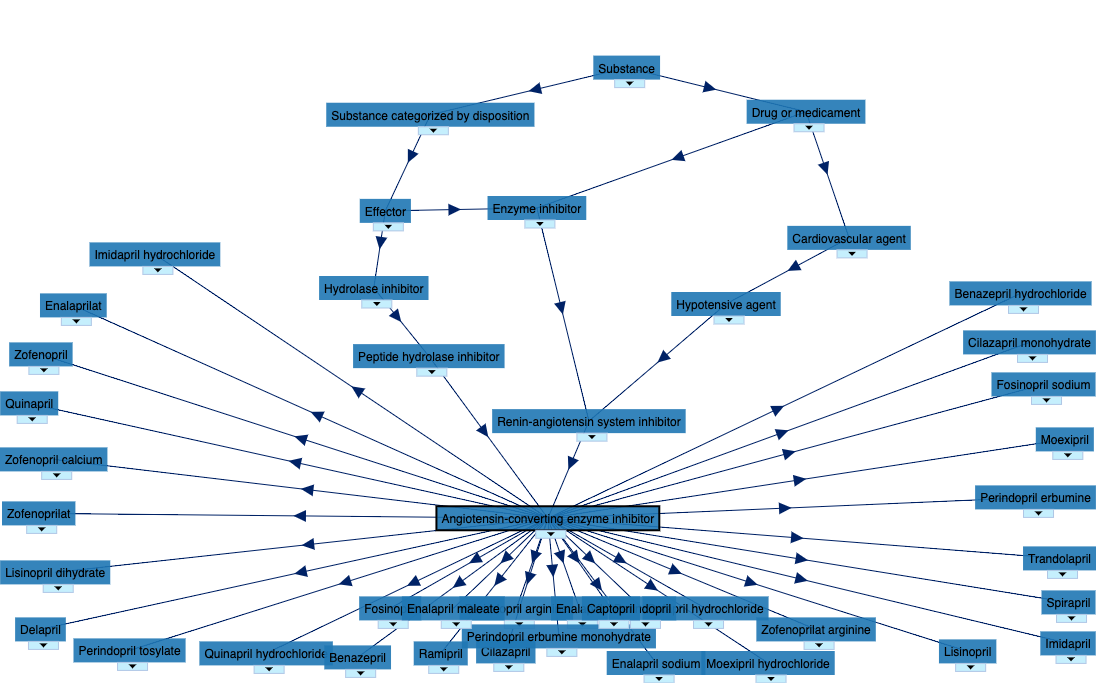 Substance
Substance categorized by disposition
Drug or medicament
Effector
Enzyme inhibitor
Cardiovascular agent
Imidapril hydrochloride
Hydrolase inhibitor
Benazepril hydrochloride
Enalaprilat
Hypotensive agent
Zofenopril
Peptide hydrolase inhibitor
Cilazapril monohydrate
Fosinopril sodium
Quinapril
Renin-angiotensin system inhibitor
Moexipril
Zofenopril calcium
Perindopril erbumine
Zofenoprilat
Angiotensin-converting enzyme inhibitor
Trandolapril
Lisinopril dihydrate
Spirapril
Enalapril maleate
Captopril
hydrochloride
Delapril
Zofenoprilat arginine
Imidapril
Perindopril erbumine monohydrate
Perindopril tosylate
Quinapril hydrochloride
Benazepril
Ramipril
Cilazapril
Enalapril sodium
Moexipril hydrochloride
Lisinopril